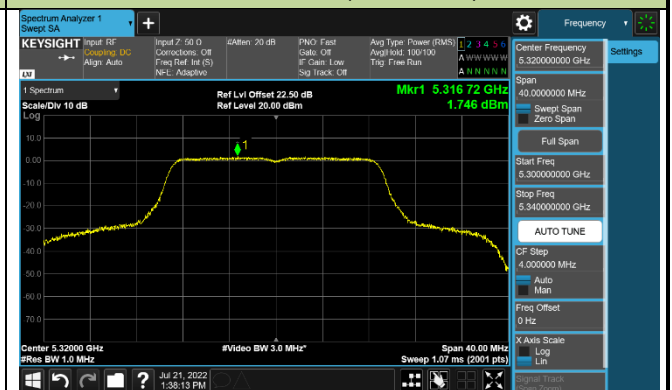 Spectrum Analyzer 1
Swept SA
+
Frequency
KEYSIGHT
Input: RF
Coupling: DC
Align: Auto
Input Z: 50 Ω
Corrections: Off
Freq Ref: Int (S)
NFE: Adaptive
#Atten: 20 dB
PNO: Fast
Gate: Off
IF Gain: Low
Sig Track: Off
Avg Type: Power (RMS)
Avg|Hold: 100/100
Trig: Free Run
1 2 3 4 5 6
A W W W W W
A N N N N N
LXI
1 Spectrum
Scale/Div 10 dB
Log
Ref Lvl Offset 22.50 dB
Ref Level 20.00 dBm
Mkr1 5.316 72 GHz
1.746 dBm
1
10.0
0.00
-10.0
-20.0
-30.0
-40.0
-50.0
-60.0
-70.0
Center 5.32000 GHz
#Res BW 1.0 MHz
#Video BW 3.0 MHz*
Span 40.00 MHz
Sweep 1.07 ms (2001 pts)
Center Frequency
5.320000000 GHz
Settings
Span
40.0000000 MHz
Swept Span
Zero Span
Full Span
Start Freq
5.300000000 GHz
Stop Freq
5.340000000 GHz
AUTO TUNE
CF Step
4.000000 MHz
Auto
Man
Freq Offset
0 Hz
X Axis Scale
Log
Lin
Signal Track
(Span Zoom)
?
Jul 21, 2022
1:38:13 PM